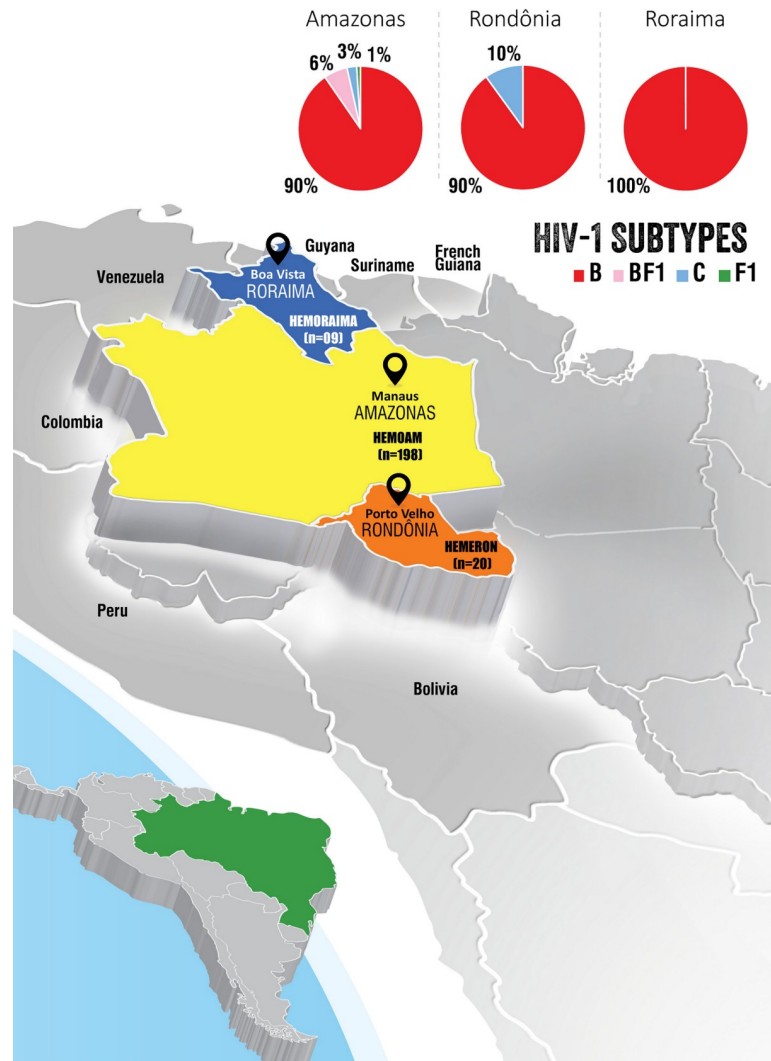 Amazonas
Rondônia
Roraima
6%
3%
1%
90%
10%
90%
100%
HIV-1 SUBTYPES
B BF1 C F1
Venezuela
Guyana
Suriname
French
Guiana
Boa Vista
RORAIMA
HEMORAIMA
(n=09)
Colombia
Manaus
AMAZONAS
HEMOAM
(n=198)
Porto Velho
RONDÔNIA
HEMERON
(n=20)
Peru
Bolivia